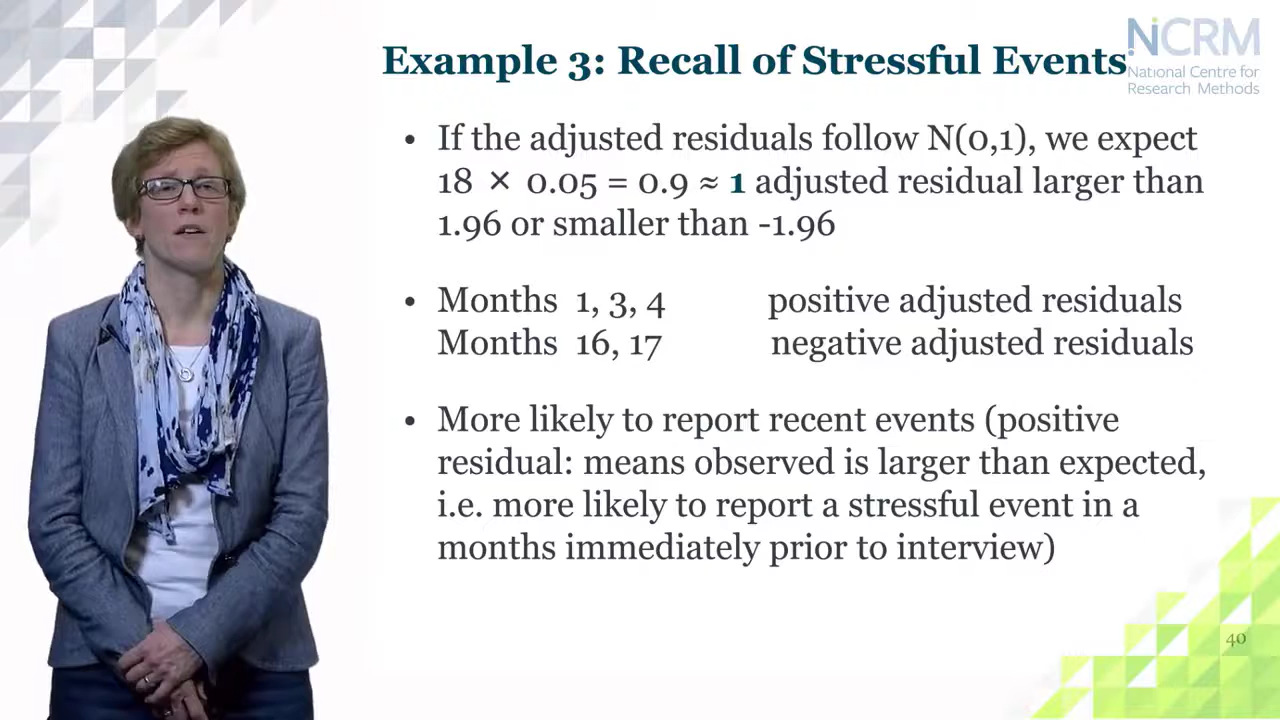 Example 3: Recall of Stressful Events
NCRM
National Centre for
Research Methods
• If the adjusted residuals follow N(0,1), we expect
18 × 0.05 = 0.9 ≈ 1 adjusted residual larger than
1.96 or smaller than -1.96
• Months 1, 3, 4 positive adjusted residuals
Months 16, 17 negative adjusted residuals
• More likely to report recent events (positive
residual: means observed is larger than expected,
i.e. more likely to report a stressful event in a
months immediately prior to interview)
40